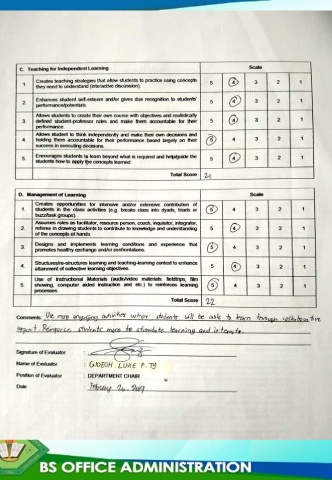 C. Teaching for Independent Learning Scale
1. Creates teaching strategies that allow students to practice using concepts they need to understand (interactive discussion). 5 4 3 2 1
2. Enhances student self-esteem and/or gives due recognition to students' performance/potentials. 5 4 3 2 1
3. Allows students to create their own course with objectives and realistically defined student-professor rules and make them accountable for their performance. 5 4 3 2 1
4. Allows student to think independently and make their own decisions and holding them accountable for their performance based largely on their success in executing decisions. 5 4 3 2 1
5. Encourages students to learn beyond what is required and help/guide the students how to apply the concepts learned. 5 4 3 2 1
Total Score 21
D. Management of Learning Scale
1. Creates opportunities for intensive and/or extensive contribution of students in the class activities (e.g. breaks class into dyads, triads or buzz/task groups). 5 4 3 2 1
2. Assumes roles as facilitator, resource person, coach, inquisitor, integrator, referee in drawing students to contribute to knowledge and understanding of the concepts at hands. 5 4 3 2 1
3. Designs and implements learning conditions and experience that promotes healthy exchange and/or confrontations. 5 4 3 2 1
4. Structures/re-structures learning and teaching-learning context to enhance attainment of collective learning objectives. 5 4 3 2 1
5. Use of Instructional Materials (audio/video materials: fieldtrips, film showing, computer aided instruction and etc.) to reinforces learning processes. 5 4 3 2 1
Total Score 22
Comments: Use more engaging activities where students will be able to learn through collaborative
report. Reinforce students more to stimulate learning and
Signature of Evaluator :
Name of Evaluator : GIDEON LUKE P. TY
Position of Evaluator : DEPARTMENT CHAIR
Date : February 26, 2019
BS OFFICE ADMINISTRATION